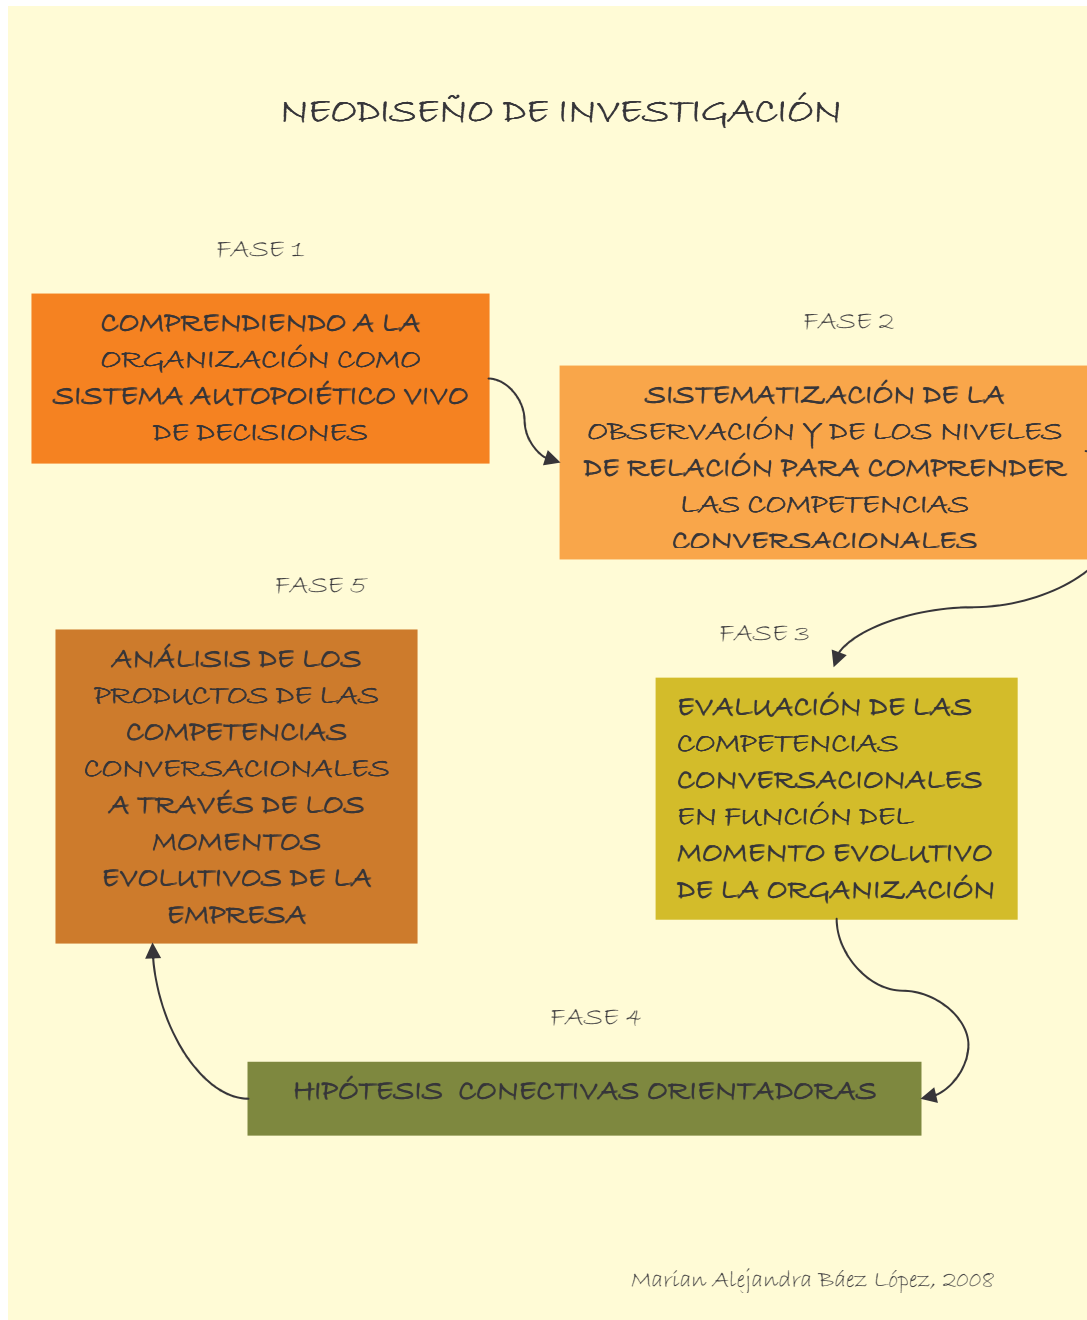 NEODISEÑO DE INVESTIGACIÓN
FASE 1
COMPRENDIENDO A LA
ORGANIZACIÓN COMO
SISTEMA AUTOPOIÉTICO VIVO
DE DECISIONES
FASE 2
SISTEMATIZACIÓN DE LA
OBSERVACIÓN Y DE LOS NIVELES
DE RELACIÓN PARA COMPRENDER
LAS COMPETENCIAS
CONVERSACIONALES
FASE 3
EVALUACIÓN DE LAS
COMPETENCIAS
CONVERSACIONALES
EN FUNCIÓN DEL
MOMENTO EVOLUTIVO
DE LA ORGANIZACIÓN
FASE 4
HIPÓTESIS CONECTIVAS ORIENTADORAS
FASE 5
ANÁLISIS DE LOS
PRODUCTOS DE LAS
COMPETENCIAS
CONVERSACIONALES
A TRAVÉS DE LOS
MOMENTOS
EVOLUTIVOS DE LA
EMPRESA
Marian Alejandra Báez López, 2008